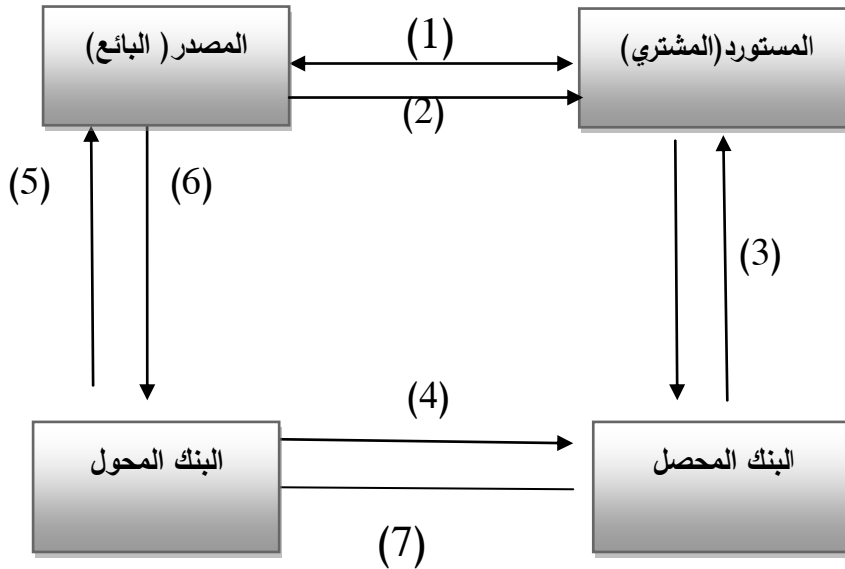 المصدر( البائع)
(1)
المستورد(المشتري)
(2)
(5)
(6)
(3)
(4)
البنك المحول
البنك المحصل
(7)